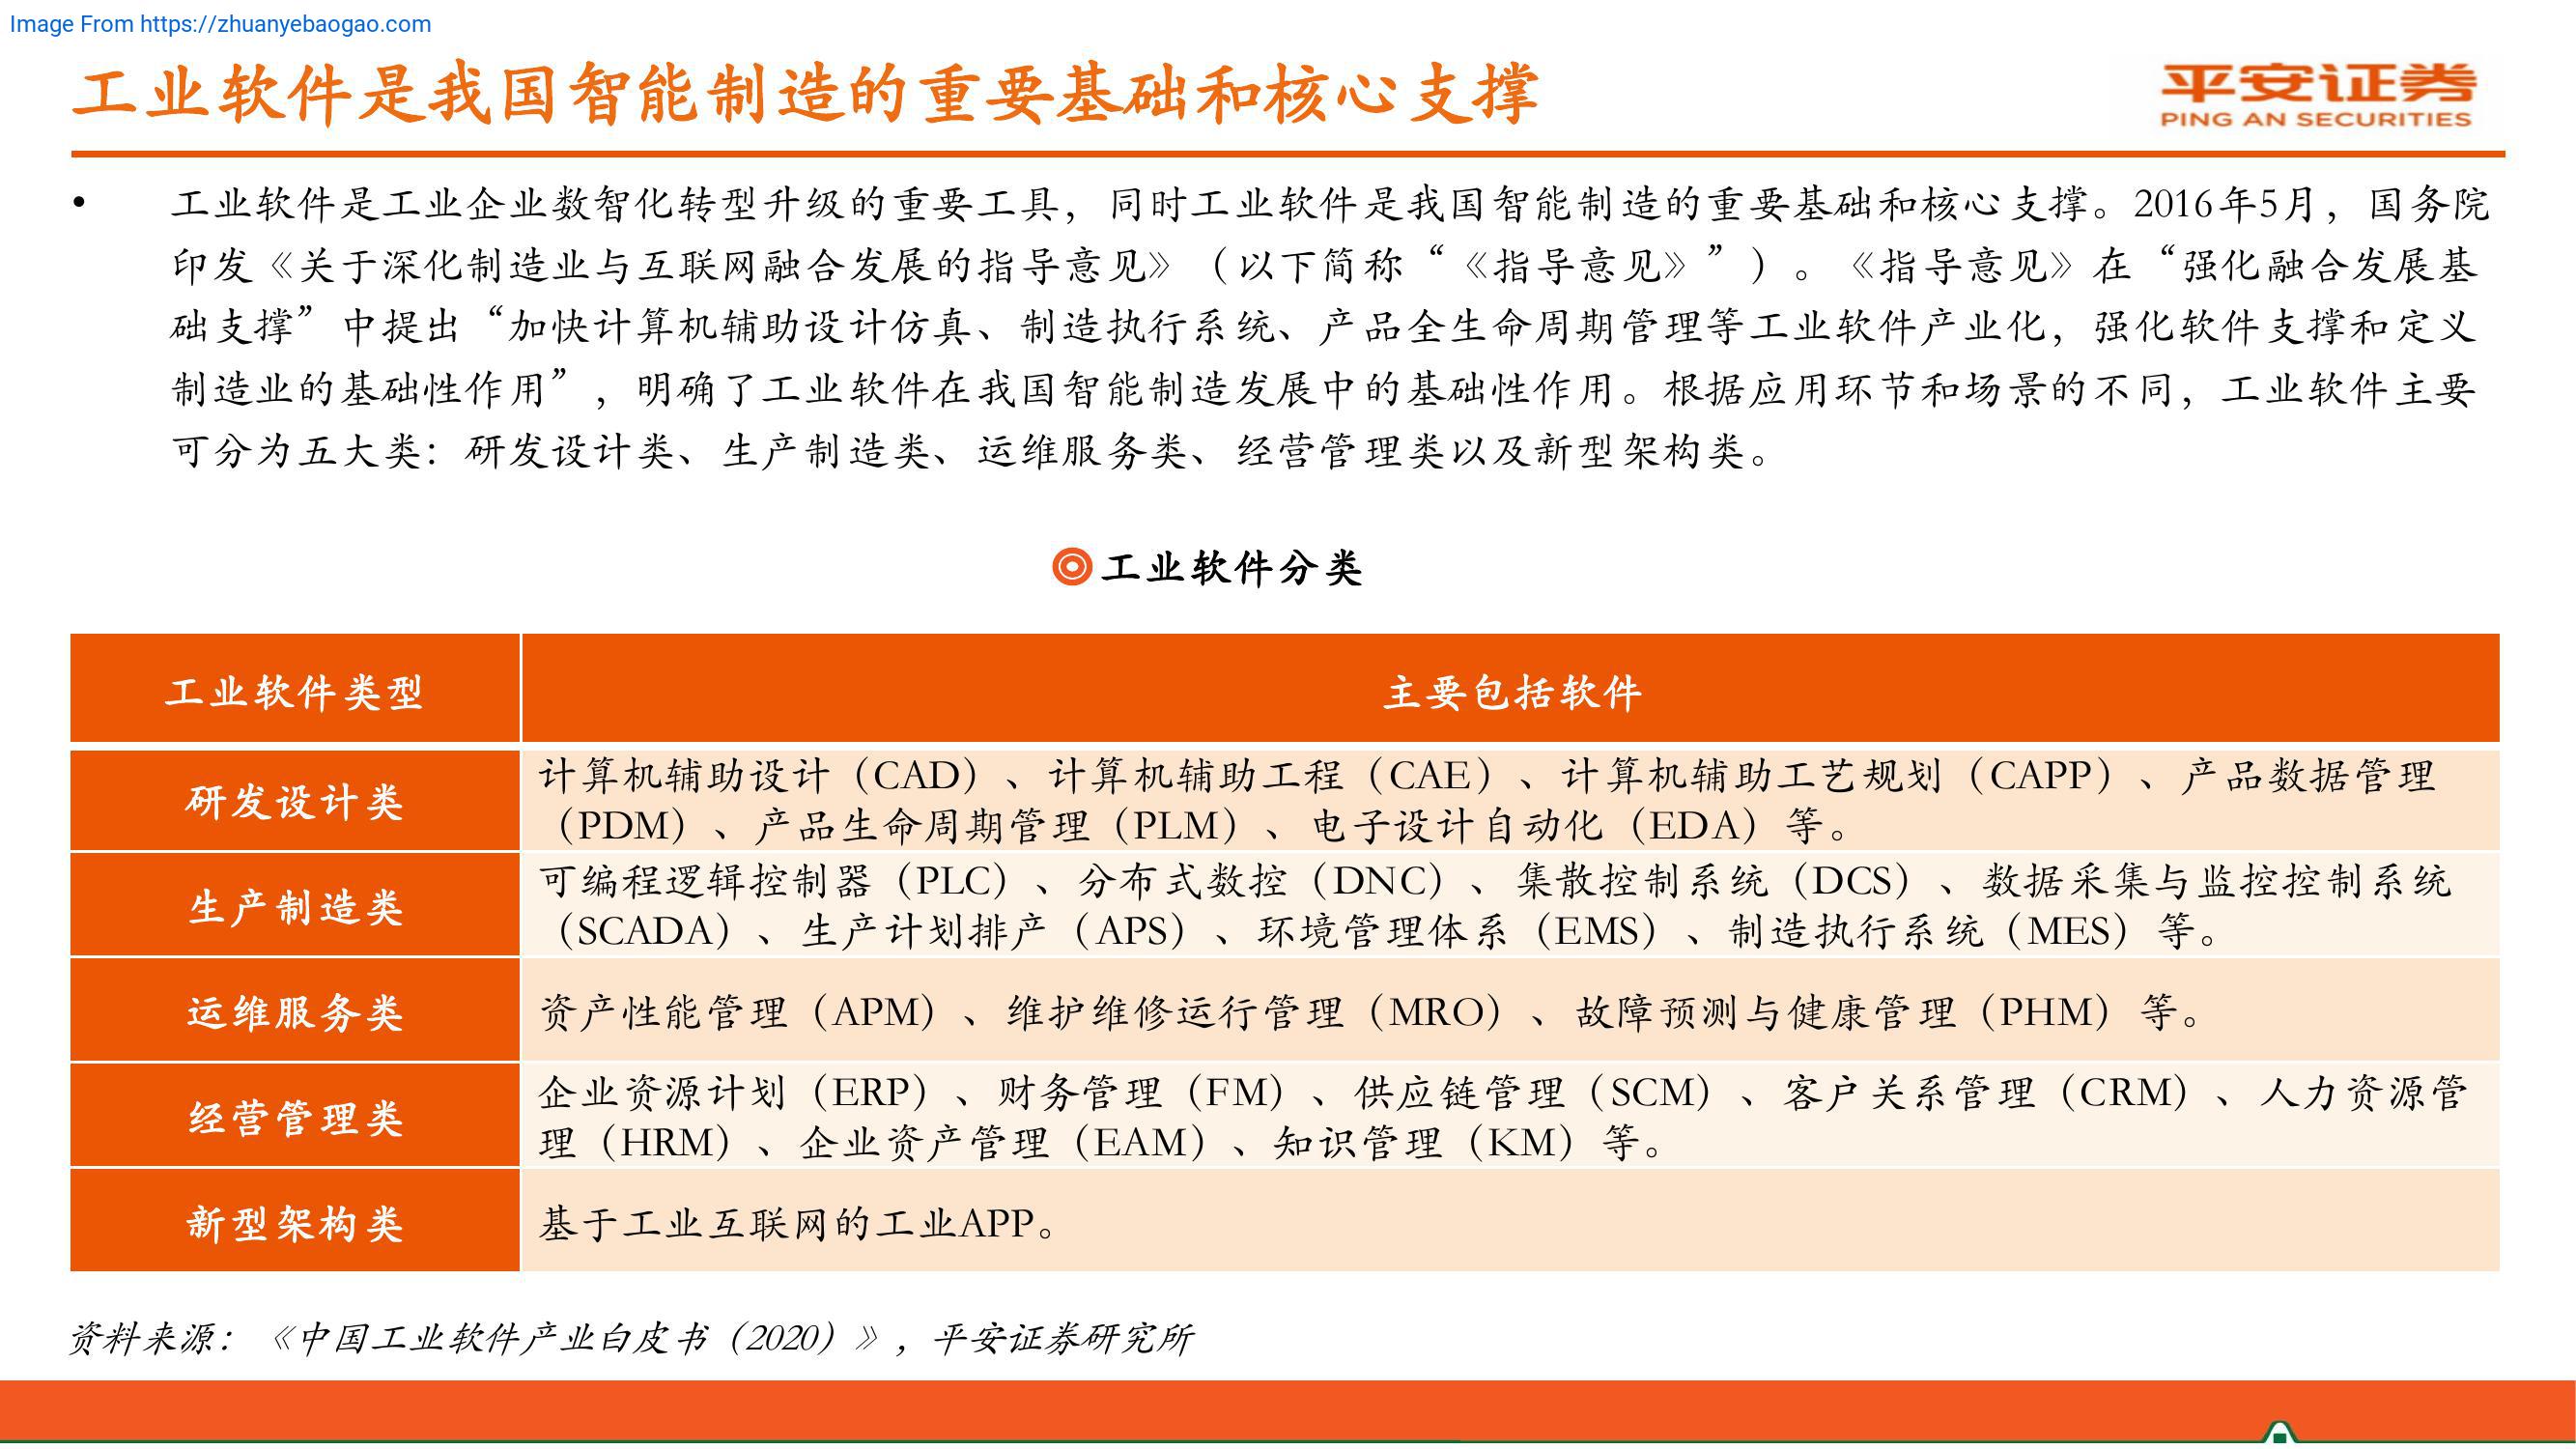 Image From https://zhuanyebaogao.com
工业软件是我国智能制造的重要基础和核心支撑
平安证券
PING AN SECURITIES
• 工业软件是工业企业数智化转型升级的重要工具，同时工业软件是我国智能制造的重要基础和核心支撑。2016年5月，国务院
印发《关于深化制造业与互联网融合发展的指导意见》（以下简称“《指导意见》”）。《指导意见》在“强化融合发展基
础支撑”中提出“加快计算机辅助设计仿真、制造执行系统、产品全生命周期管理等工业软件产业化，强化软件支撑和定义
制造业的基础性作用”，明确了工业软件在我国智能制造发展中的基础性作用。根据应用环节和场景的不同，工业软件主要
可分为五大类：研发设计类、生产制造类、运维服务类、经营管理类以及新型架构类。
工业软件分类
工业软件类型
主要包括软件
研发设计类
计算机辅助设计（CAD）、计算机辅助工程（CAE）、计算机辅助工艺规划（CAPP）、产品数据管理
（PDM）、产品生命周期管理（PLM）、电子设计自动化（EDA）等。
生产制造类
可编程逻辑控制器（PLC）、分布式数控（DNC）、集散控制系统（DCS）、数据采集与监控控制系统
（SCADA）、生产计划排产（APS）、环境管理体系（EMS）、制造执行系统（MES）等。
运维服务类
资产性能管理（APM）、维护维修运行管理（MRO）、故障预测与健康管理（PHM）等。
经营管理类
企业资源计划（ERP）、财务管理（FM）、供应链管理（SCM）、客户关系管理（CRM）、人力资源管
理（HRM）、企业资产管理（EAM）、知识管理（KM）等。
新型架构类
基于工业互联网的工业APP。
资料来源：《中国工业软件产业白皮书（2020）》，平安证券研究所